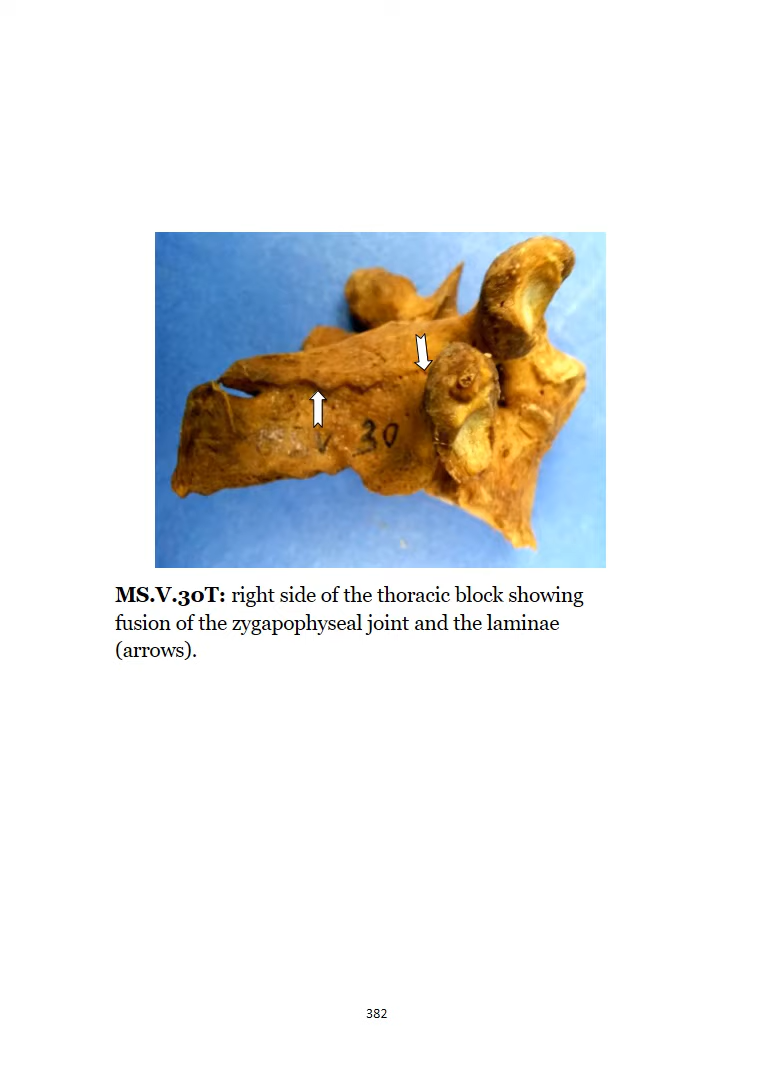 30
MS.V.30T: right side of the thoracic block showing
fusion of the zygapophyseal joint and the laminae
(arrows).
382